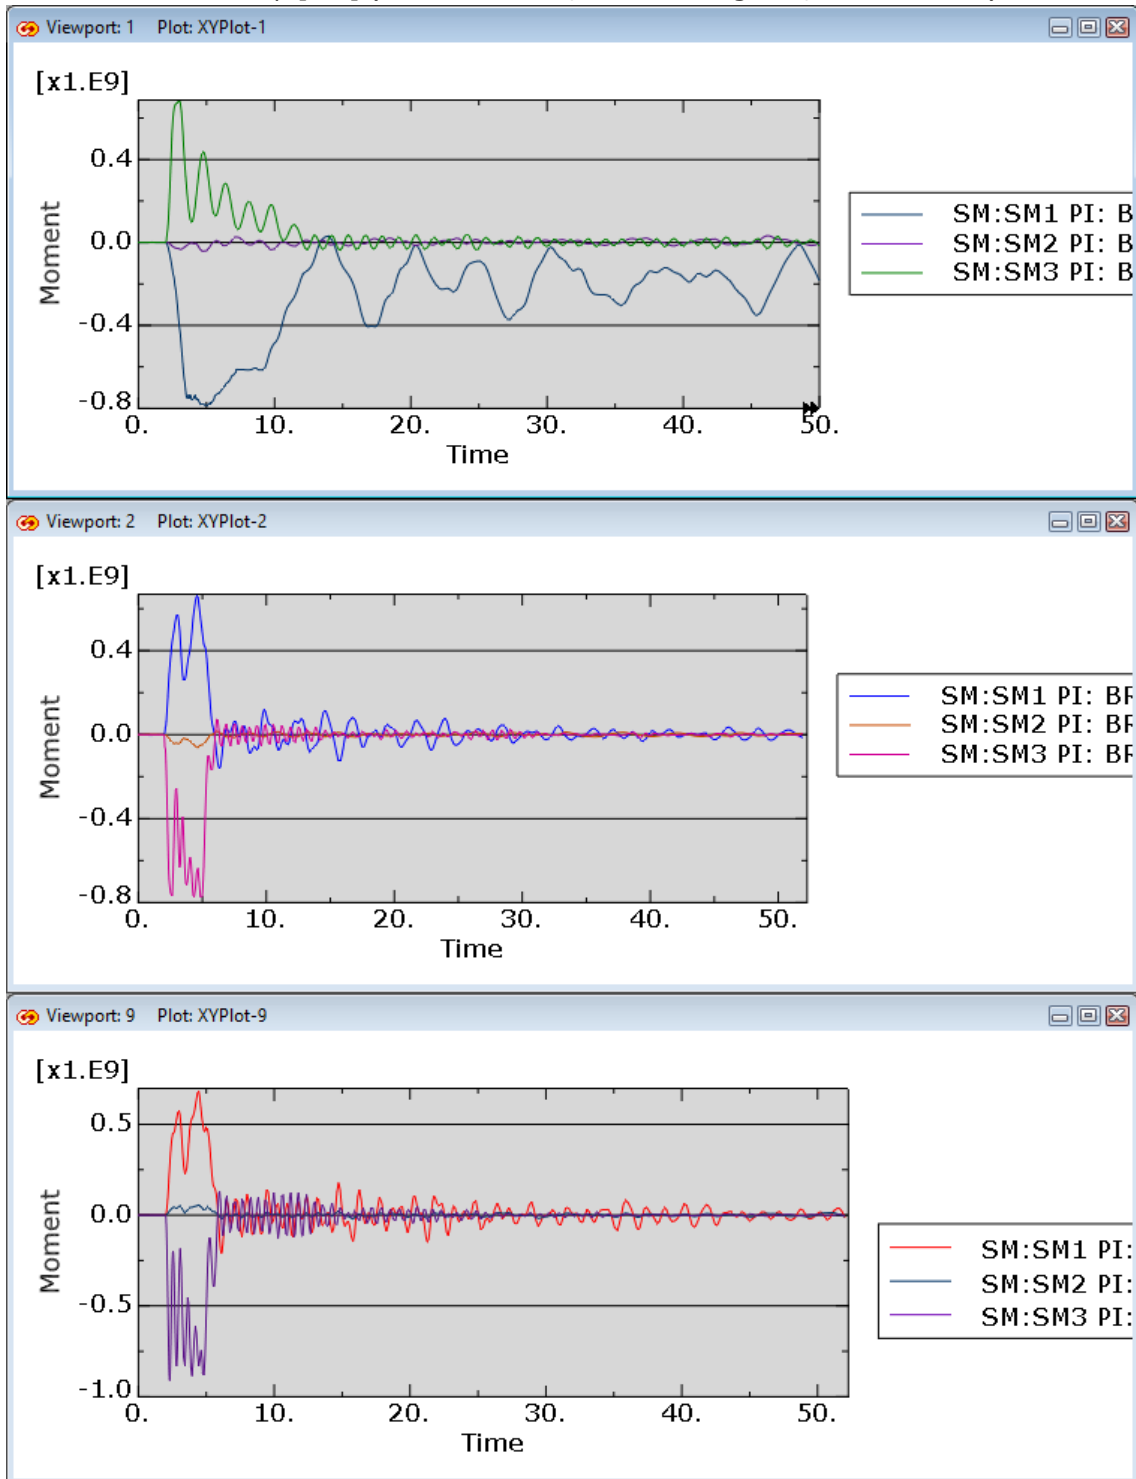 Viewport: 1 Plot: XYPlot-1
[x1.E9]
0.4
0.0
-0.4
-0.8
Moment
0. 10. 20. 30. 40. 50.
Time
SM:SM1 PI: B
SM:SM2 PI: B
SM:SM3 PI: B
Viewport: 2 Plot: XYPlot-2
[x1.E9]
0.4
0.0
-0.4
-0.8
Moment
0. 10. 20. 30. 40. 50.
Time
SM:SM1 PI: BR
SM:SM2 PI: BR
SM:SM3 PI: BR
Viewport: 9 Plot: XYPlot-9
[x1.E9]
0.5
0.0
-0.5
-1.0
Moment
0. 10. 20. 30. 40. 50.
Time
SM:SM1 PI:
SM:SM2 PI:
SM:SM3 PI: